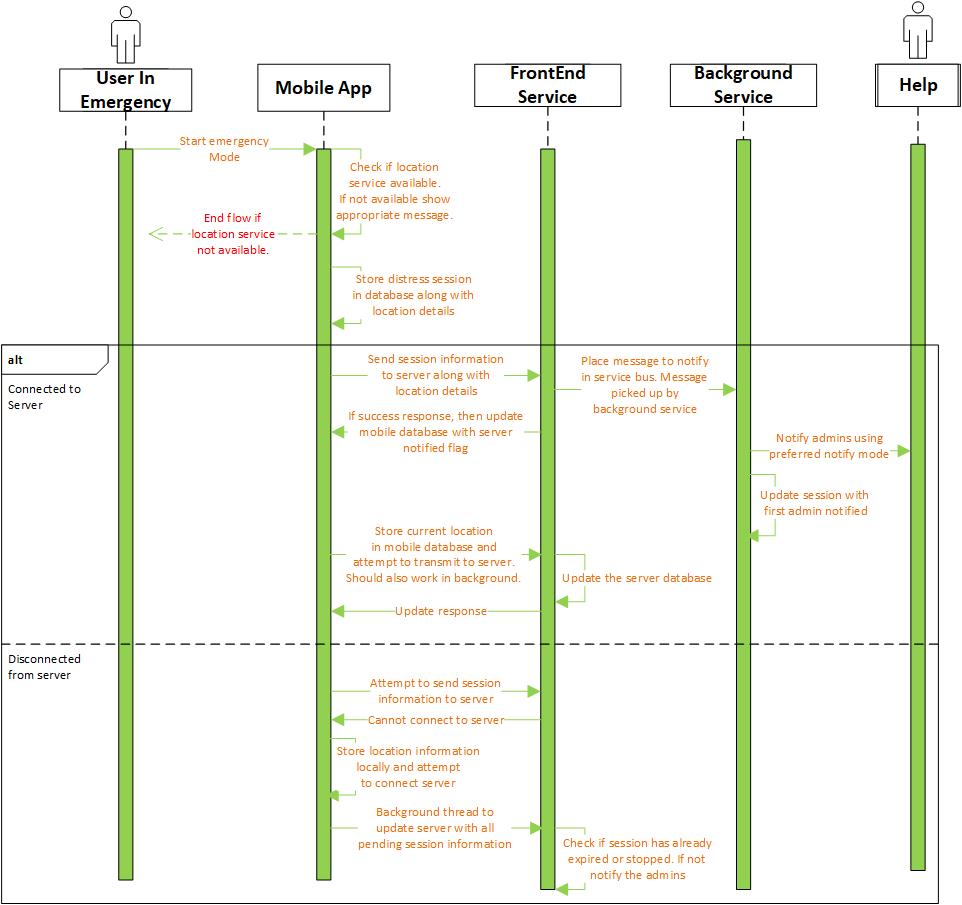 User In
Emergency
Mobile App
FrontEnd
Service
Background
Service
Help
Start emergency
Mode
Check if location
service available.
If not available show
appropriate message.
End flow if
location service
not available.
Store distress session
in database along with
location details
alt
Connected to
Server
Send session information
to server along with
location details
Place message to notify
in service bus. Message
picked up by
background service
If success response, then update
mobile database with server
notified flag
Notify admins using
preferred notify mode
Update session with
first admin notified
Store current location
in mobile database and
attempt to transmit to server.
Should also work in background.
Update the server database
Update response
Disconnected
from server
Attempt to send session
information to server
Cannot connect to server
Store location information
locally and attempt
to connect server
Background thread to
update server with all
pending session information
Check if session has already
expired or stopped. If not
notify the admins